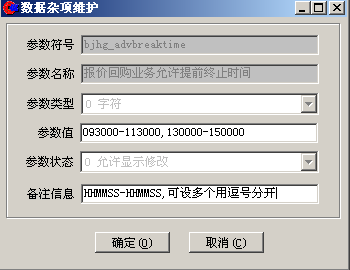 数据杂项维护
参数符号 bjhg_advbreaktime
参数名称 报价回购业务允许提前终止时间
参数类型 0 字符
参数值 093000-113000,130000-150000
参数状态 0 允许显示修改
备注信息 HHMMSS-HHMMSS,可设多个用逗号分开
确定(O) 取消(C)